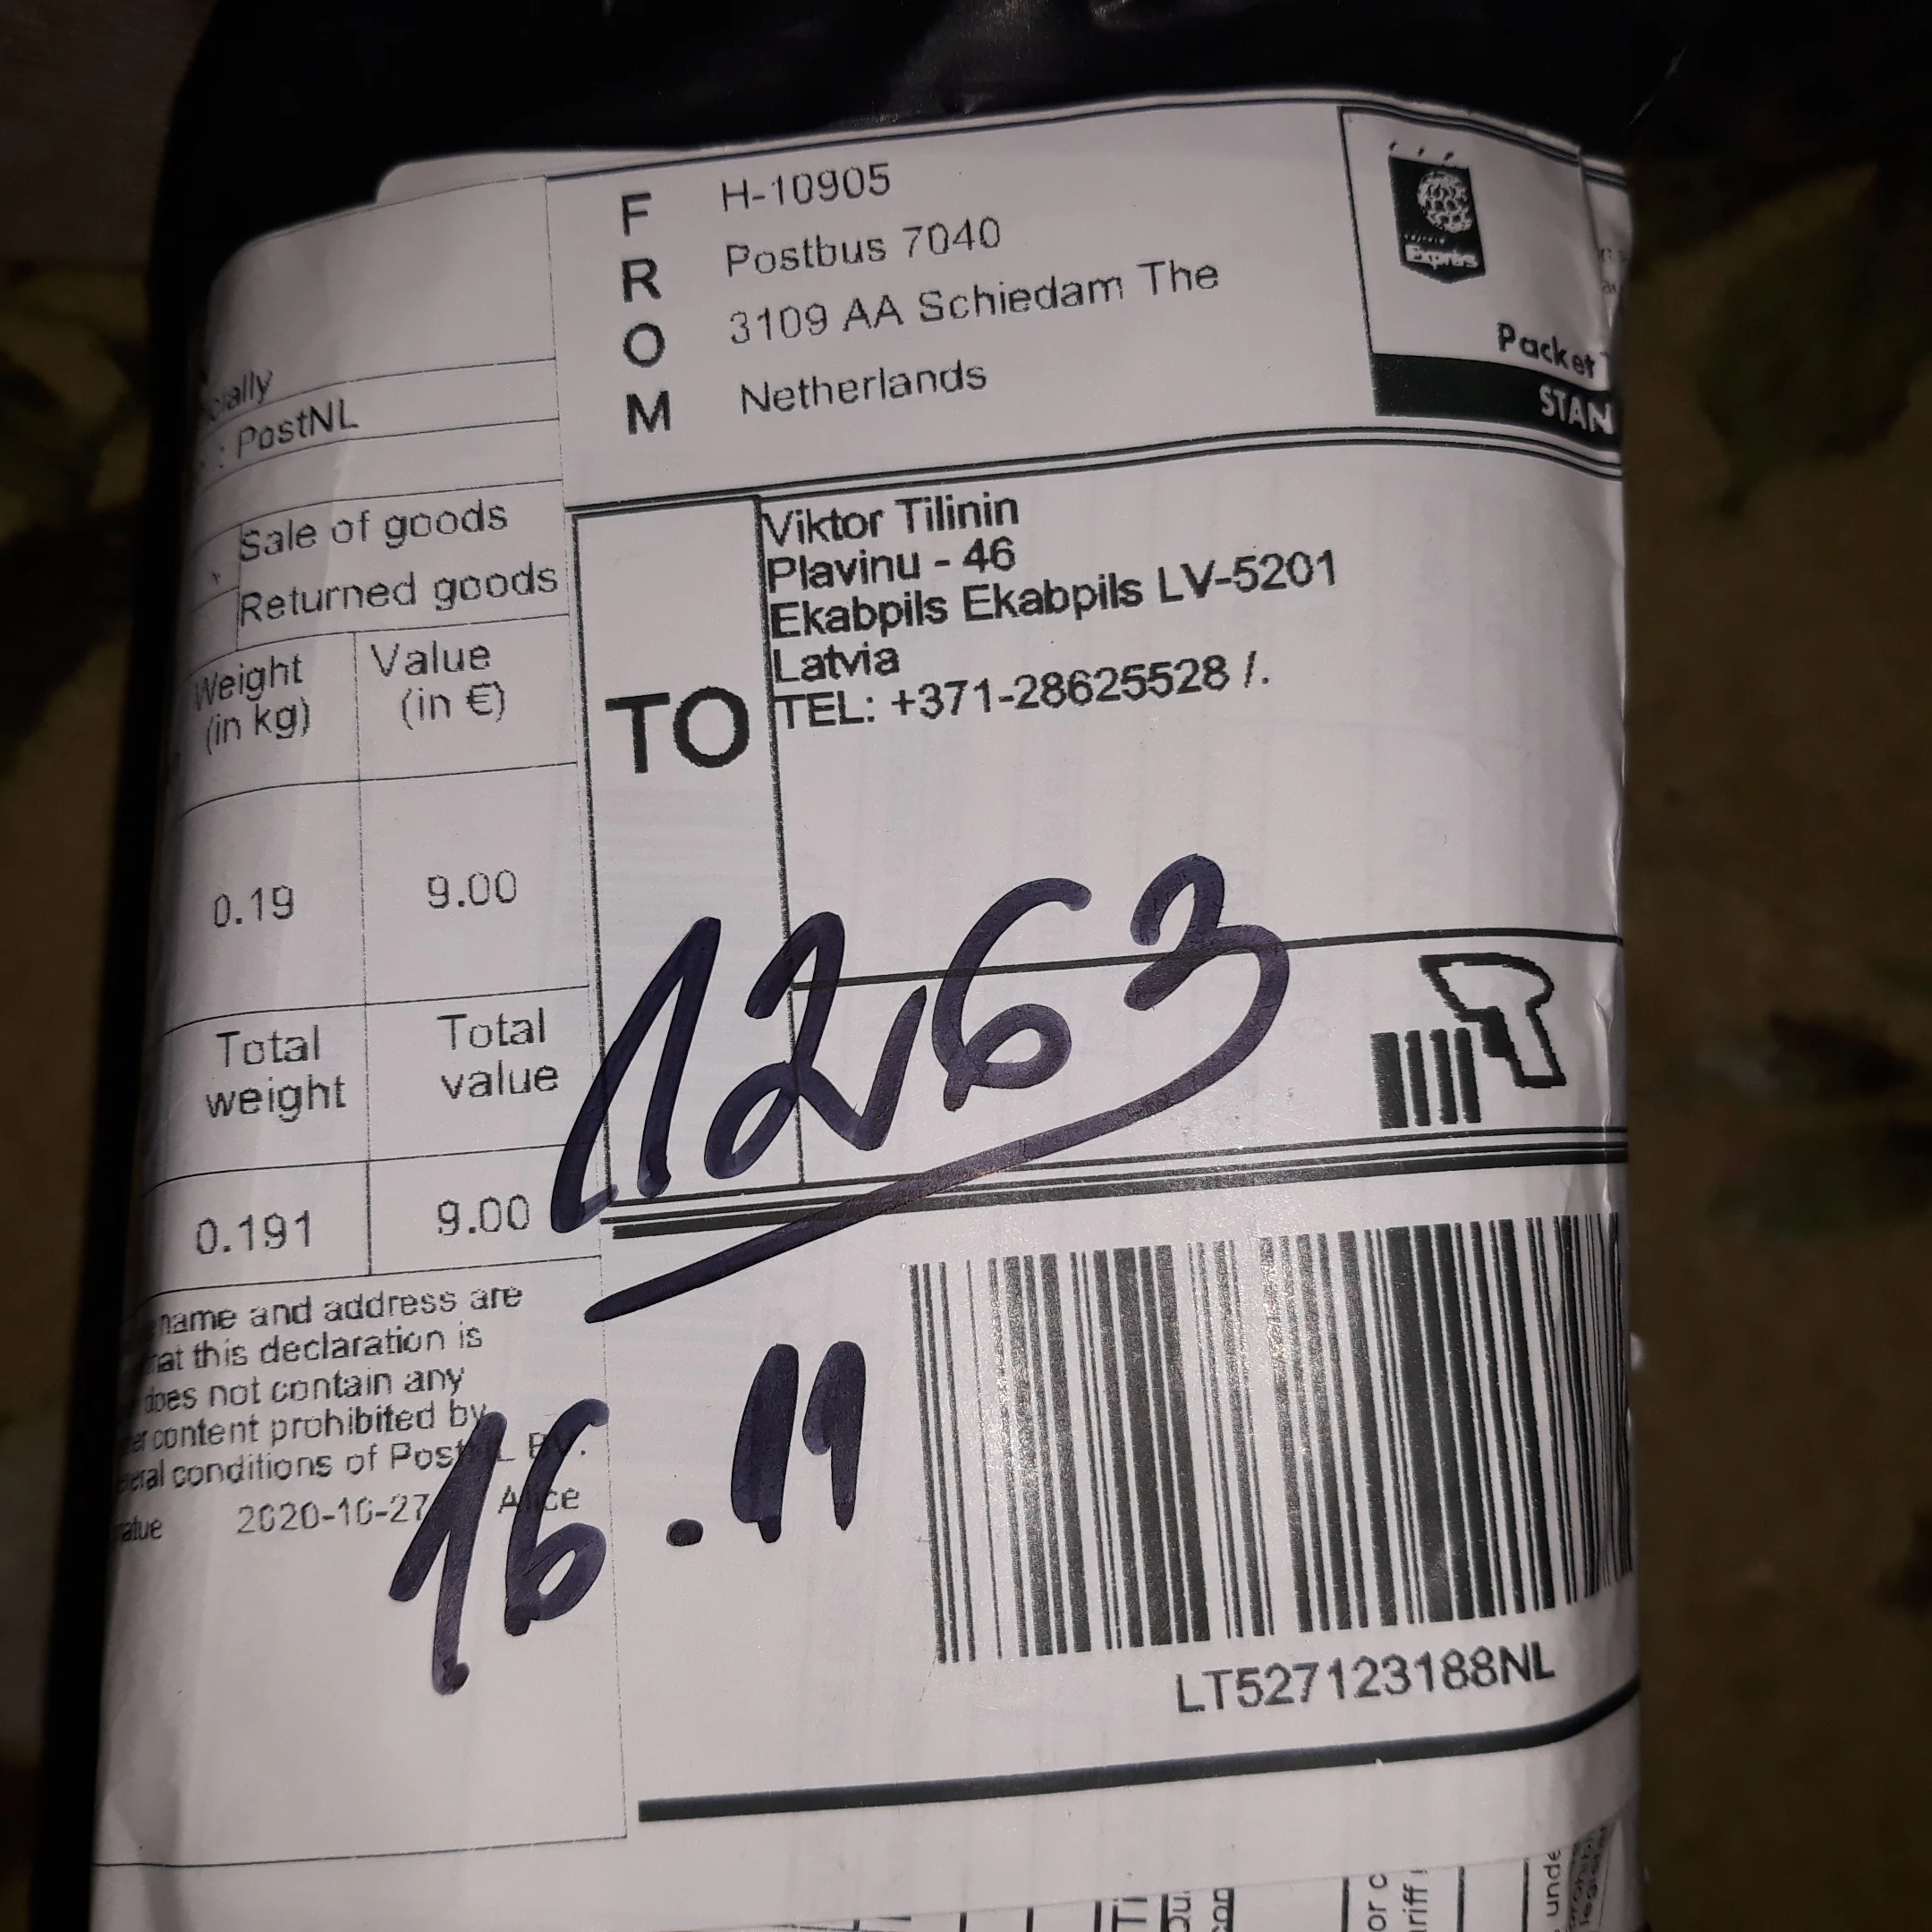 F
R
O
M
H-10905
Postbus 7040
3109 AA Schiedam The
Netherlands
Exprès
Packet
STAN
: PostNL
Sale of goods
Returned goods
Weight
(in kg)
Value
(in €)
0.19
9.00
Total
weight
Total
value
0.191
9.00
name and address are
this declaration is
does not contain any
content prohibited by
conditions of
2020-10-27
Alice
TO
Viktor Tilinin
Plavinu - 46
Ekabpils Ekabpils LV-5201
Latvia
TEL: +371-28625528 /.
1263
16.11
LT527123188NL